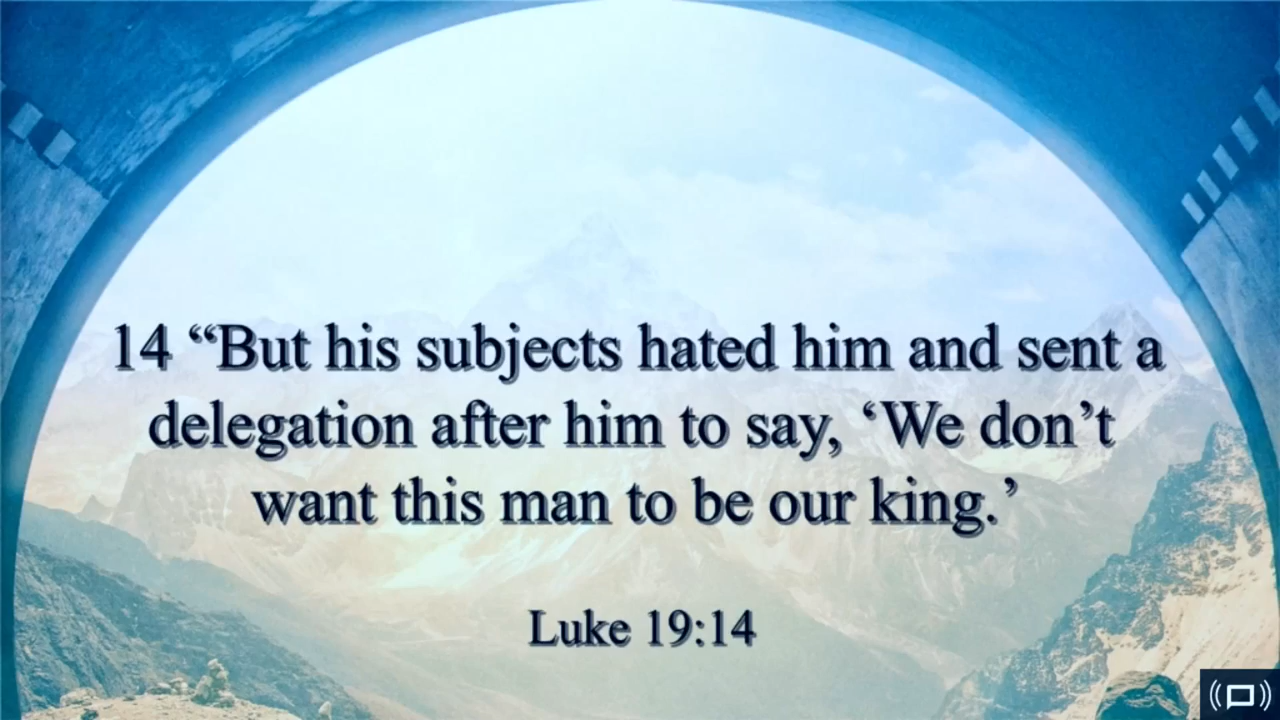 14 “But his subjects hated him and sent a
delegation after him to say, ‘We don’t
want this man to be our king.’
Luke 19:14